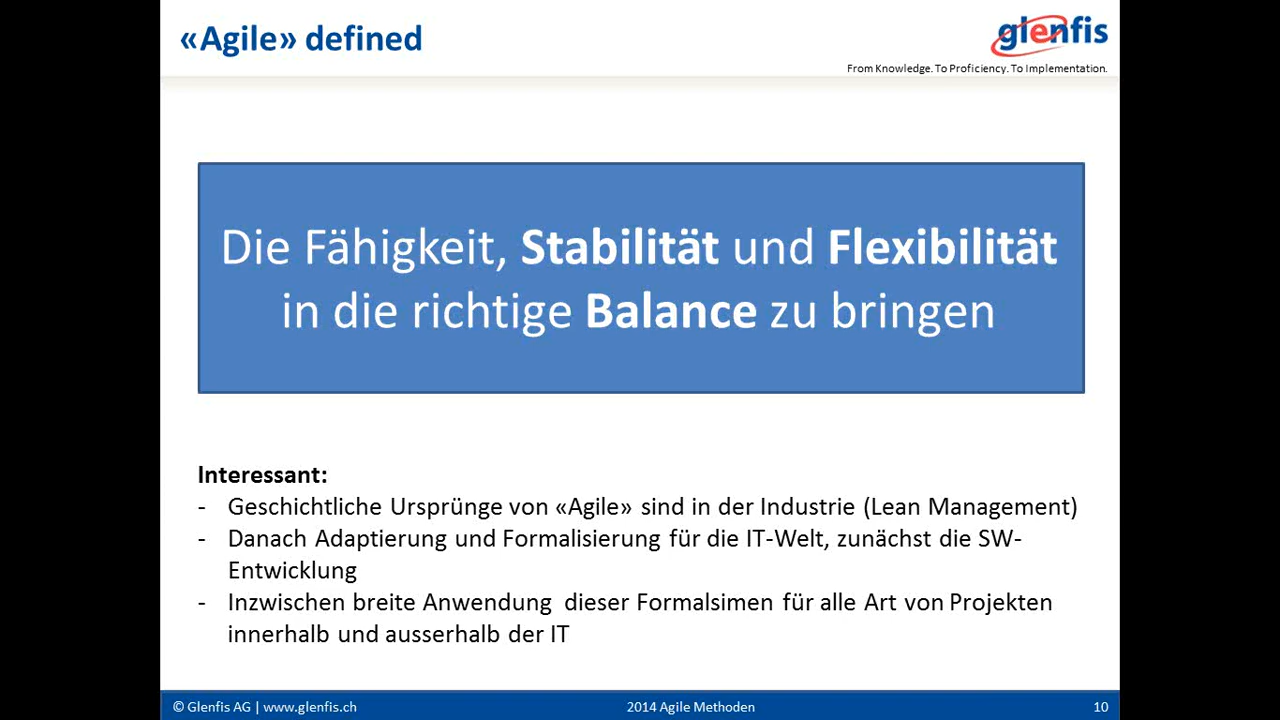 «Agile» defined
glenfis
From Knowledge. To Proficiency. To Implementation.
Die Fähigkeit, Stabilität und Flexibilität
in die richtige Balance zu bringen
Interessant:
- Geschichtliche Ursprünge von «Agile» sind in der Industrie (Lean Management)
- Danach Adaptierung und Formalisierung für die IT-Welt, zunächst die SW-
Entwicklung
- Inzwischen breite Anwendung dieser Formalsimen für alle Art von Projekten
innerhalb und ausserhalb der IT
© Glenfis AG | www.glenfis.ch
2014 Agile Methoden
10